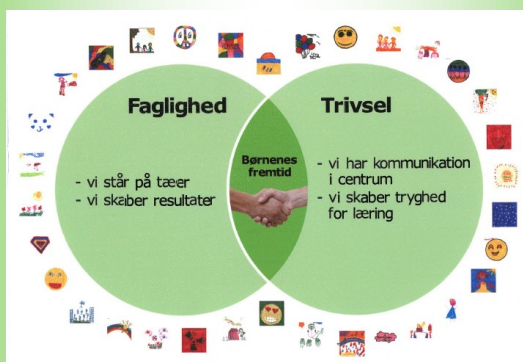 Faglighed
- vi står på tæer
- vi skaber resultater
Børnenes
fremtid
Trivsel
- vi har kommunikation
i centrum
- vi skaber tryghed
for læring